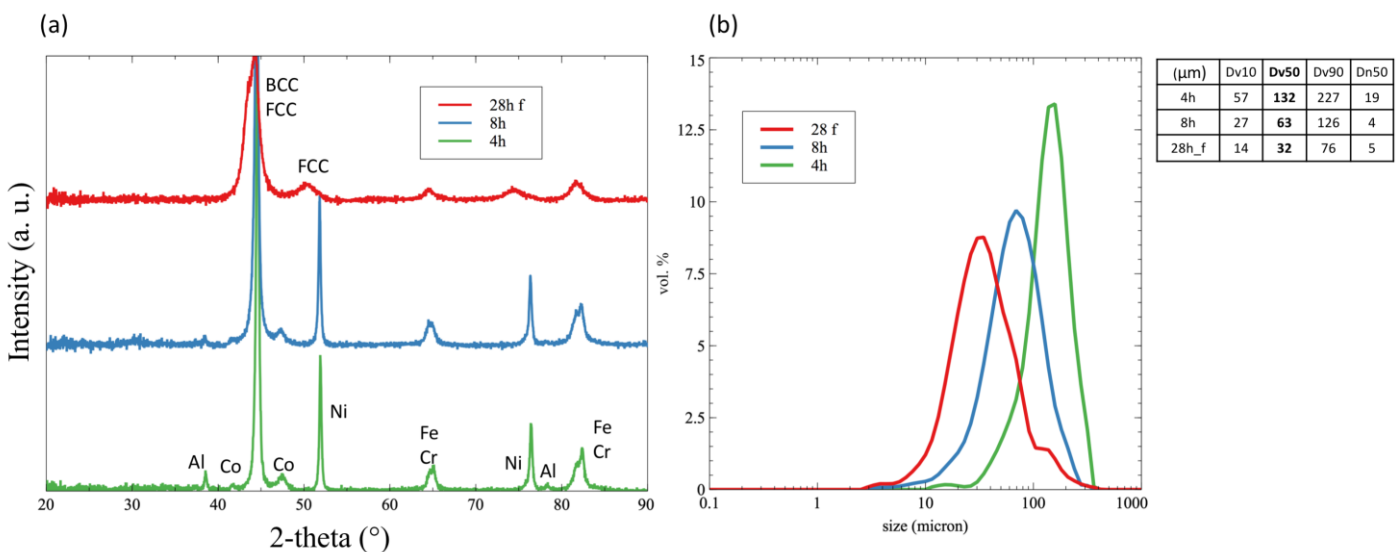 (a)
Intensity (a. u.)
BCC
FCC
28h f
8h
4h
FCC
Ni
Al
Co
Co
Fe
Cr
Ni
Al
Fe
Cr
20 30 40 50 60 70 80 90
2-theta (°)
(b)
vol. %
15
12.5
10
7.5
5
2.5
0
28 f
8h
4h
0.1 1 10 100 1000
size (micron)
(µm) Dv10 Dv50 Dv90 Dn50
4h 57 132 227 19
8h 27 63 126 4
28h_f 14 32 76 5